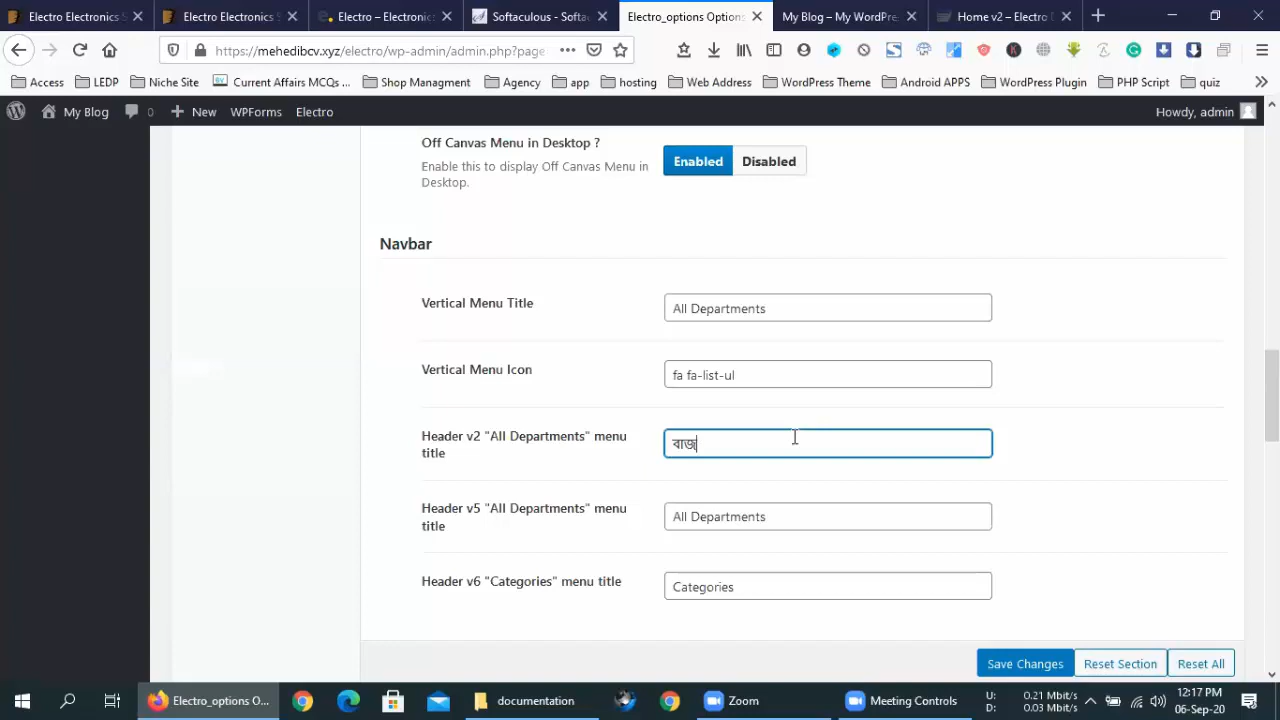 Electro Electronics S
Electro Electronics S
Electro – Electronic
Softaculous - Softa
Electro_options Options
My Blog – My WordPre
Home v2 – Electro
https://mehedibcv.xyz/electro/wp-admin/admin.php?page
Access
LEDP
Niche Site
Current Affairs MCQs ...
Shop Managment
Agency
app
hosting
Web Address
WordPress Theme
Android APPS
WordPress Plugin
PHP Script
quiz
My Blog
0
New
WPForms
Electro
Howdy, admin
Off Canvas Menu in Desktop ?
Enable this to display Off Canvas Menu in
Desktop.
Enabled
Disabled
Navbar
Vertical Menu Title
All Departments
Vertical Menu Icon
fa fa-list-ul
Header v2 "All Departments" menu
title
বাজ
Header v5 "All Departments" menu
title
All Departments
Header v6 "Categories" menu title
Categories
Save Changes
Reset Section
Reset All
Electro_options O...
documentation
Zoom
Meeting Controls
U: 0.21 Mbit/s
D: 0.03 Mbit/s
12:17 PM
06-Sep-20